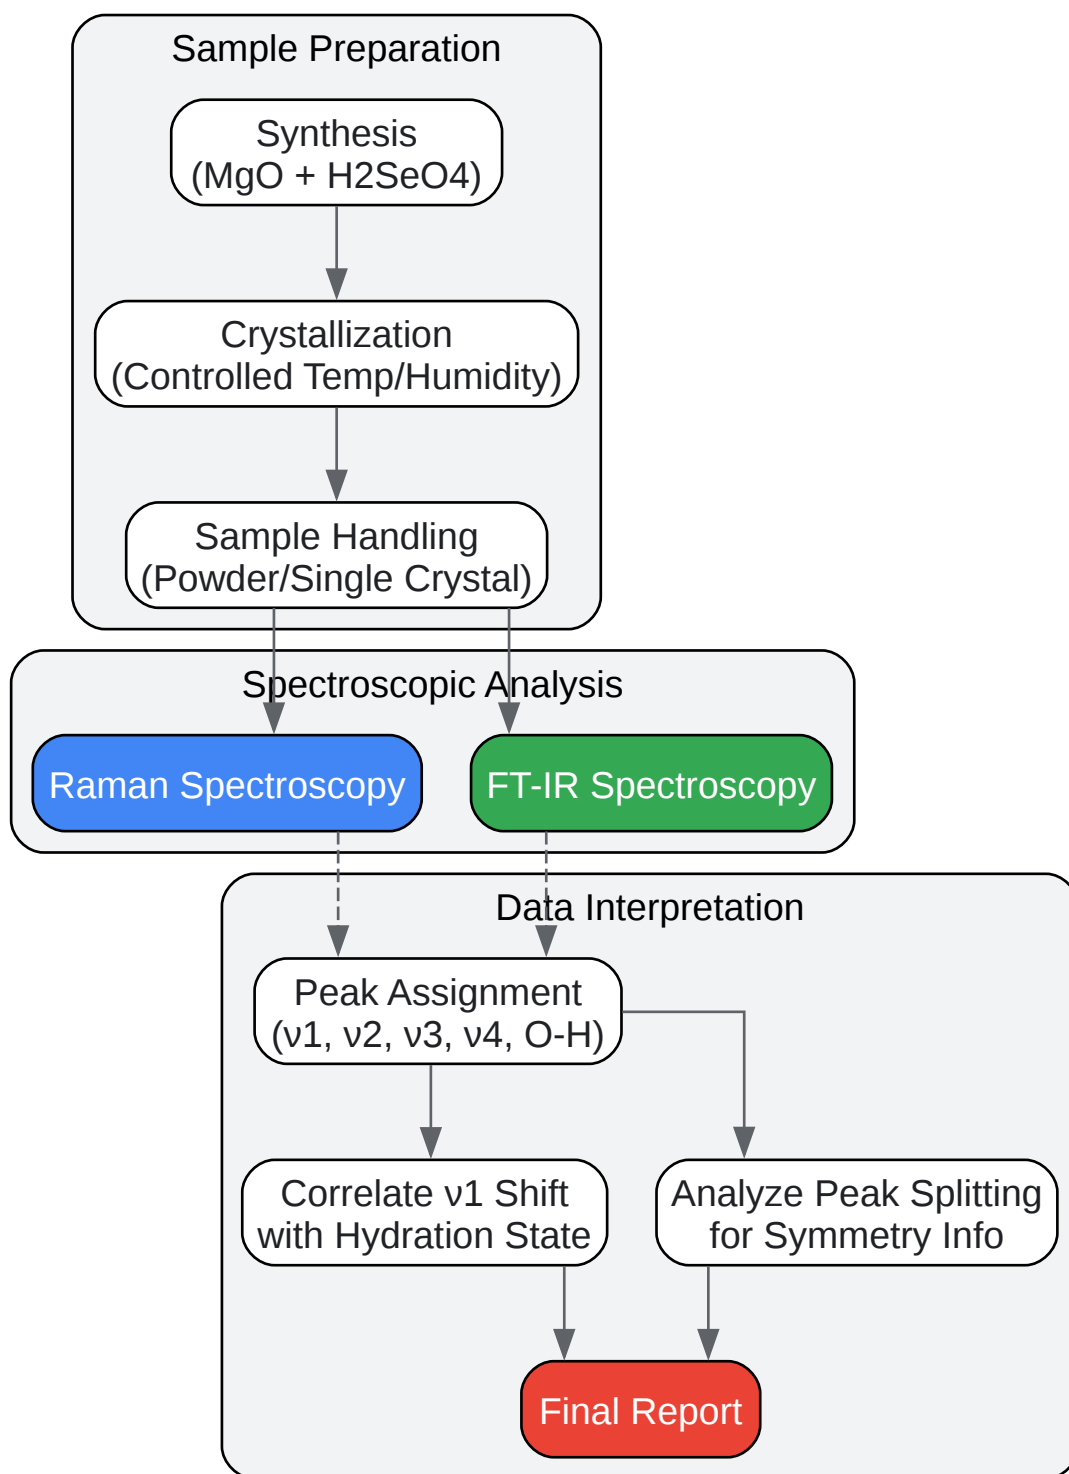 Sample Preparation
Synthesis
(MgO + H2SeO4)
Crystallization
(Controlled Temp/Humidity)
Sample Handling
(Powder/Single Crystal)
Spectroscopic Analysis
Raman Spectroscopy
FT-IR Spectroscopy
Data Interpretation
Peak Assignment
(ν1, ν2, ν3, ν4, O-H)
Correlate ν1 Shift
with Hydration State
Analyze Peak Splitting
for Symmetry Info
Final Report